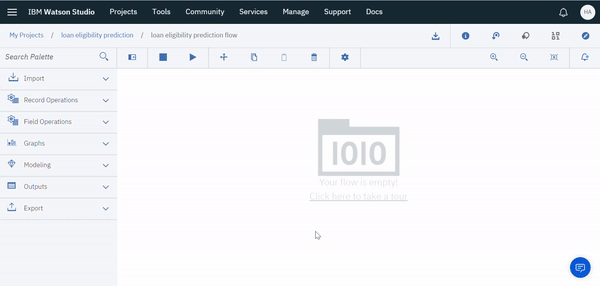 IBM Watson Studio Projects Tools Community Services Manage Support Docs HA
My Projects / loan eligibility prediction / loan eligibility prediction flow
Search Palette
Import
Record Operations
Field Operations
Graphs
Modeling
Outputs
Export
1010
Your flow is empty!
Click here to take a tour